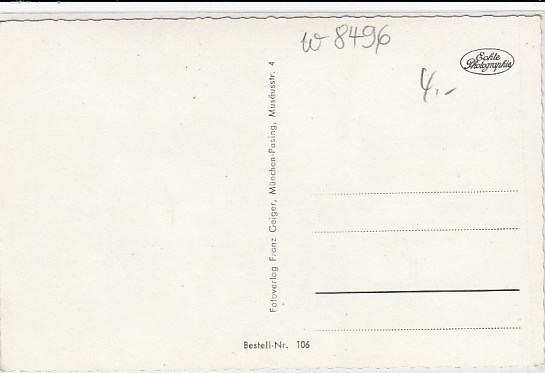 w 8496
Echte
Photographie
4.-
Fotoverlag Franz Geiger, München-Pasing, Musäusstr. 4
Bestell-Nr. 106